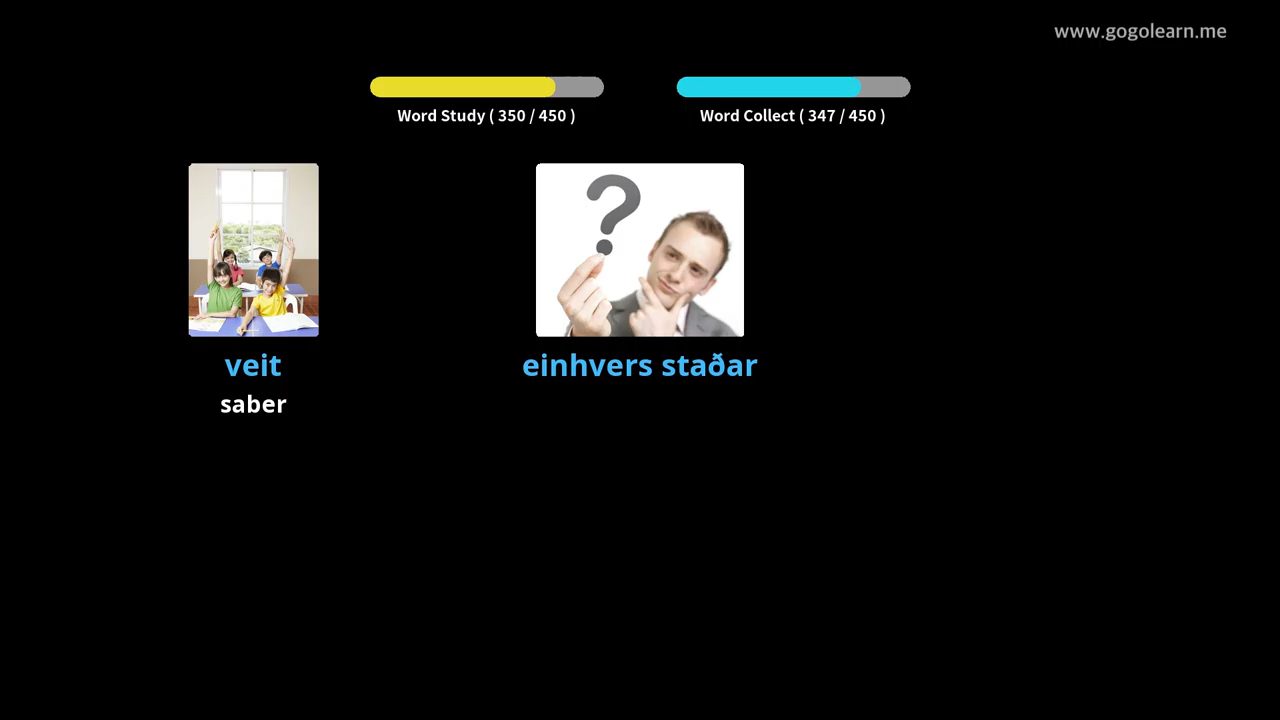 www.gogolearn.me
Word Study ( 350 / 450 )
Word Collect ( 347 / 450 )
veit
saber
einhvers staðar